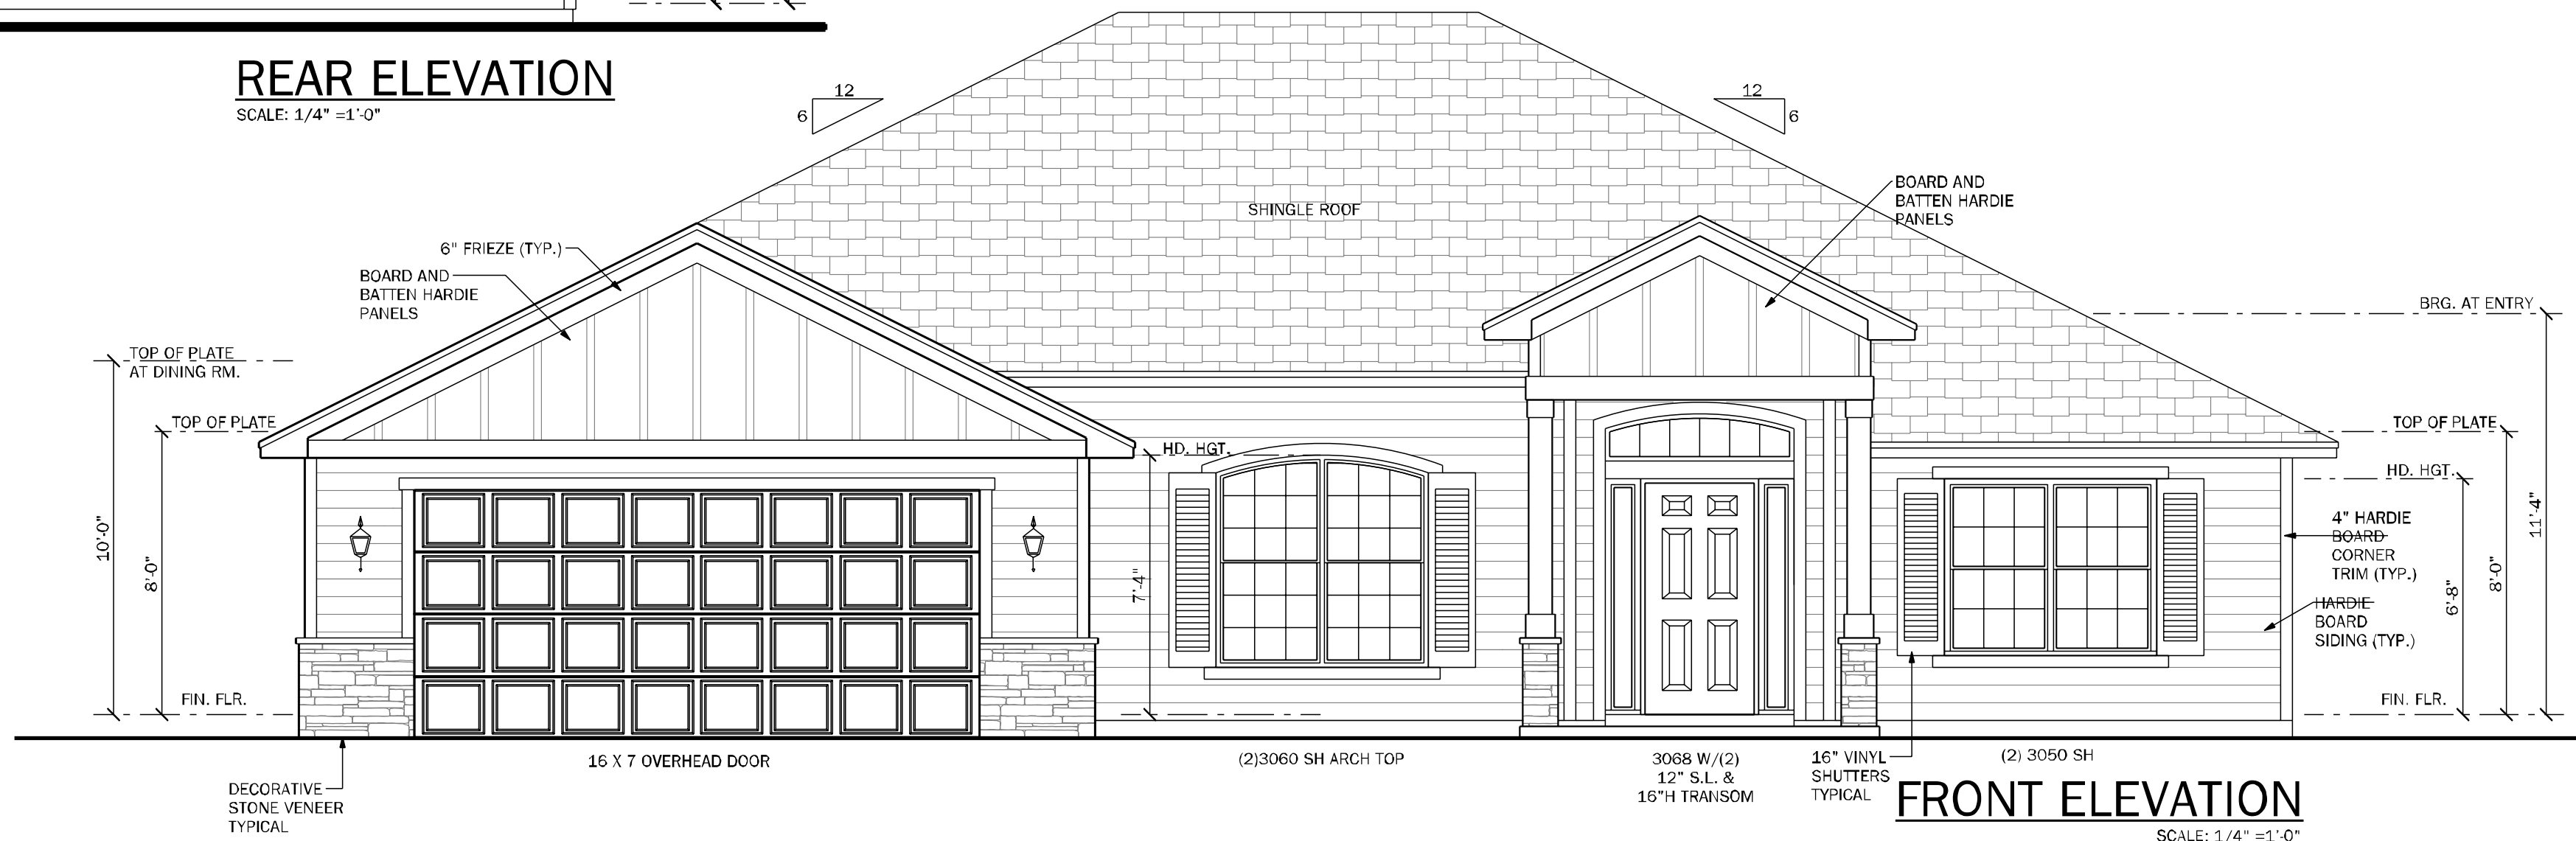 REAR ELEVATION
SCALE: 1/4" =1'-0"
12
6
12
6
SHINGLE ROOF
BOARD AND
BATTEN HARDIE
PANELS
6" FRIEZE (TYP.)
BOARD AND
BATTEN HARDIE
PANELS
TOP OF PLATE
AT DINING RM.
TOP OF PLATE
10'-0"
8'-0"
FIN. FLR.
HD. HGT.
7'-4"
BRG. AT ENTRY
TOP OF PLATE
HD. HGT.
4" HARDIE
BOARD
CORNER
TRIM (TYP.)
HARDIE
BOARD
SIDING (TYP.)
6'-8"
8'-0"
11'-4"
FIN. FLR.
DECORATIVE
STONE VENEER
TYPICAL
16 X 7 OVERHEAD DOOR
(2)3060 SH ARCH TOP
3068 W/(2)
12" S.L. &
16"H TRANSOM
16" VINYL
SHUTTERS
TYPICAL
(2) 3050 SH
FRONT ELEVATION
SCALE: 1/4" =1'-0"